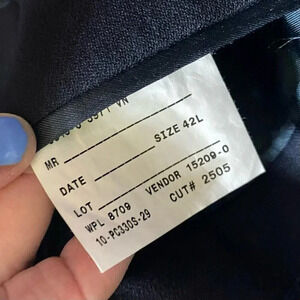 MR SIZE 42L
DATE
LOT
WPL 8709 VENDOR 15209-0
10-PC330S-29 CUT# 2505